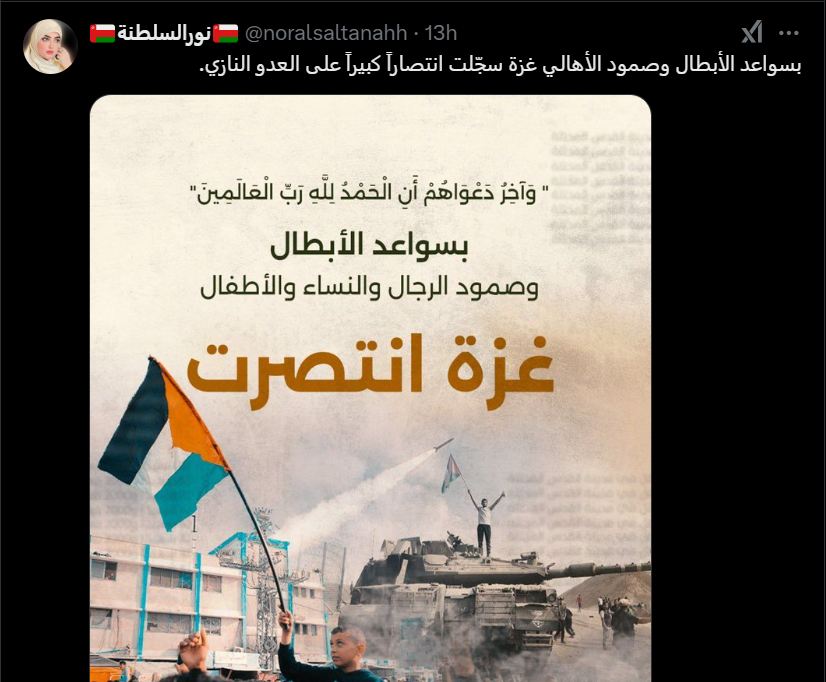 نورالسلطنة @noralsaltanahh · 13h
بسواعد الأبطال وصمود الأهالي غزة سجّلت انتصاراً كبيراً على العدو النازي.
" وَآخِرُ دَعْوَاهُمْ أَنِ الْحَمْدُ لِلَّهِ رَبِّ الْعَالَمِينَ"
بسواعد الأبطال
وصمود الرجال والنساء والأطفال
غزة انتصرت